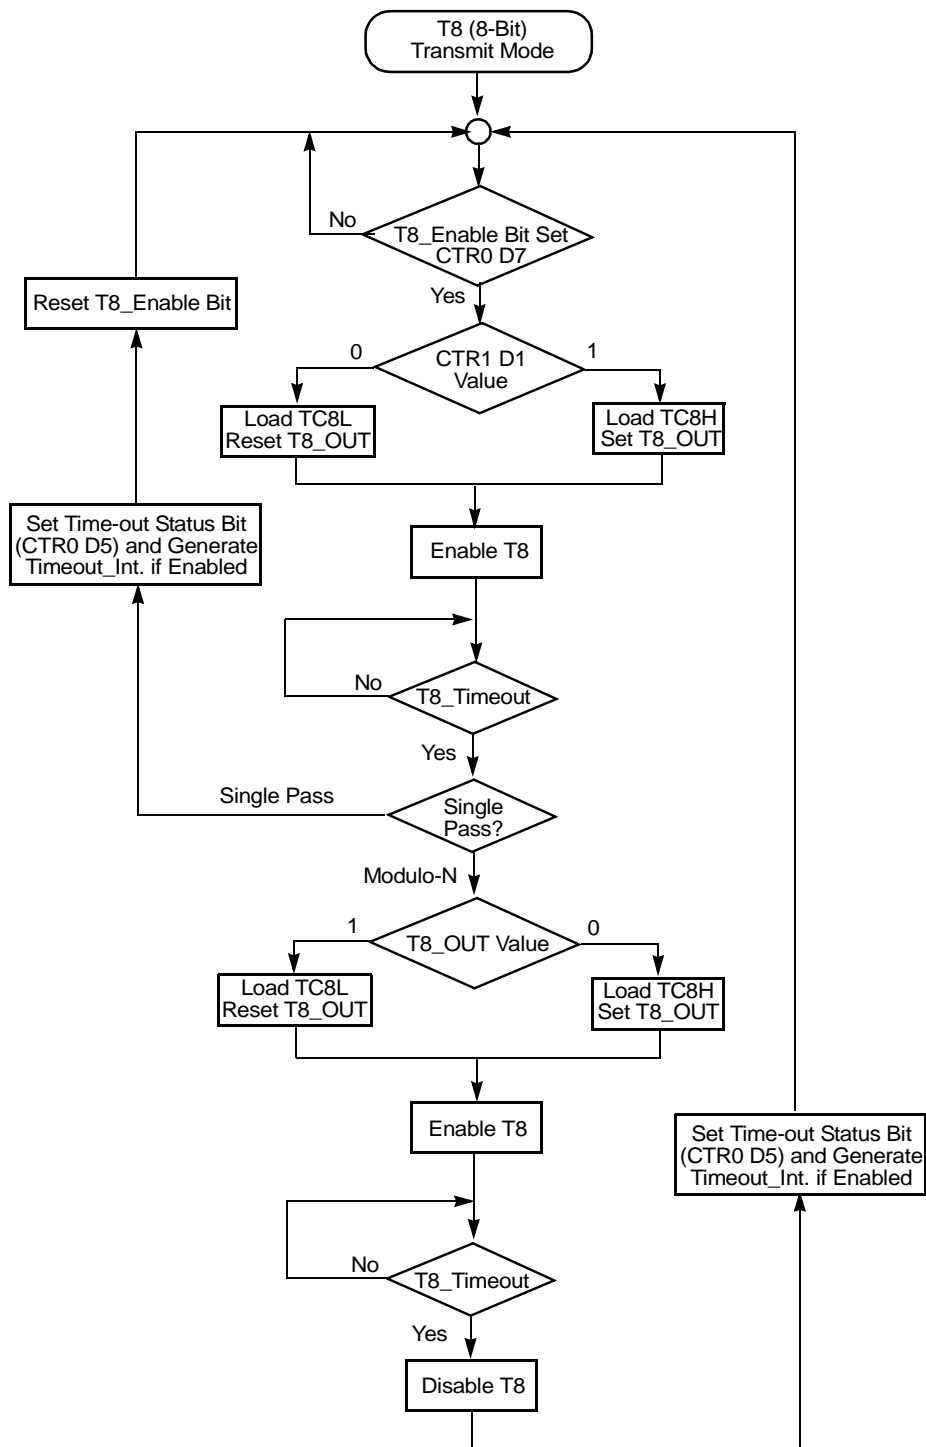 T8 (8-Bit)
Transmit Mode
No
T8_Enable Bit Set
CTR0 D7
Yes
Reset T8_Enable Bit
0
CTR1 D1
Value
1
Load TC8L
Reset T8_OUT
Load TC8H
Set T8_OUT
Set Time-out Status Bit
(CTR0 D5) and Generate
Timeout_Int. if Enabled
Enable T8
No
T8_Timeout
Yes
Single Pass
Single
Pass?
Modulo-N
1
T8_OUT Value
0
Load TC8L
Reset T8_OUT
Load TC8H
Set T8_OUT
Enable T8
Set Time-out Status Bit
(CTR0 D5) and Generate
Timeout_Int. if Enabled
No
T8_Timeout
Yes
Disable T8